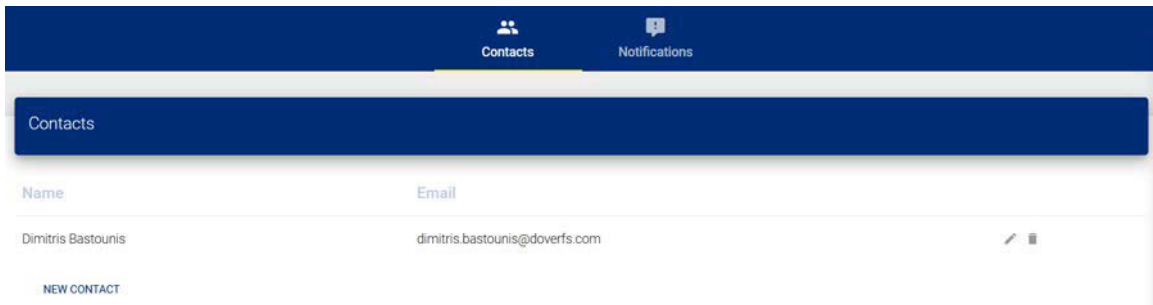 Contacts Notifications
Contacts
Name Email
Dimitris Bastounis dimitris.bastounis@doverfs.com
NEW CONTACT